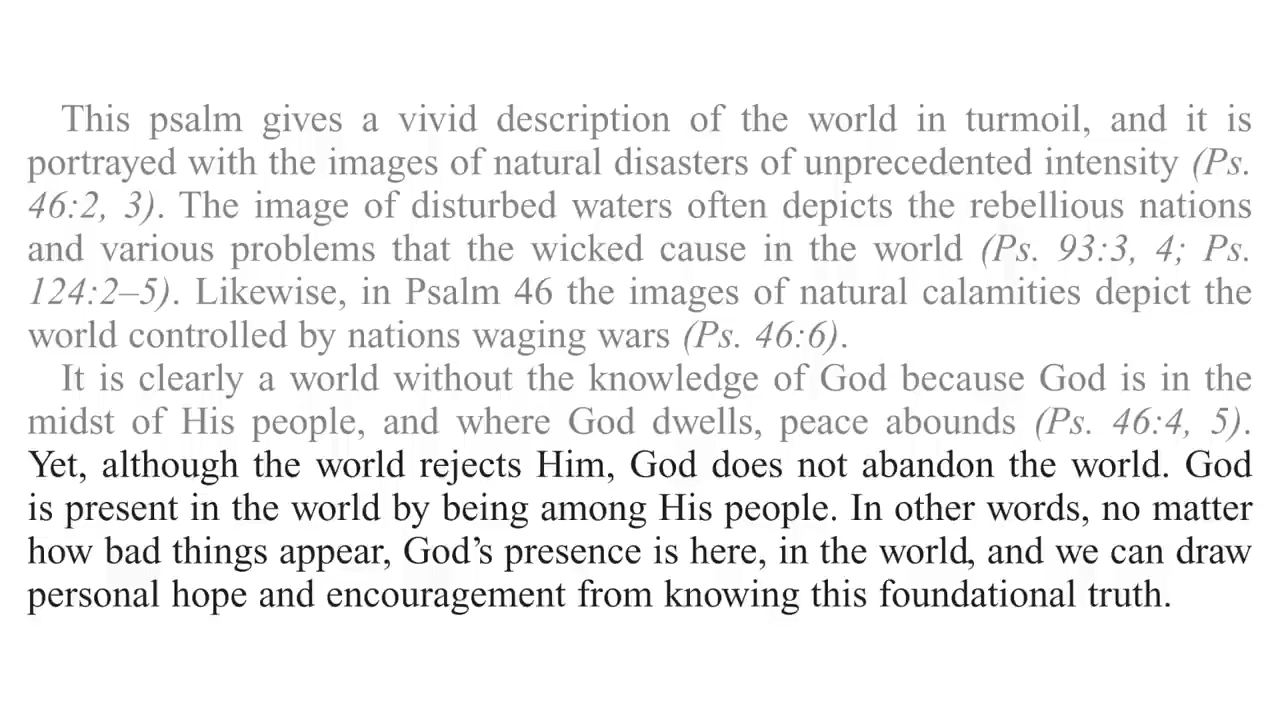 This psalm gives a vivid description of the world in turmoil, and it is
portrayed with the images of natural disasters of unprecedented intensity (Ps.
46:2, 3). The image of disturbed waters often depicts the rebellious nations
and various problems that the wicked cause in the world (Ps. 93:3, 4; Ps.
124:2–5). Likewise, in Psalm 46 the images of natural calamities depict the
world controlled by nations waging wars (Ps. 46:6).
It is clearly a world without the knowledge of God because God is in the
midst of His people, and where God dwells, peace abounds (Ps. 46:4, 5).
Yet, although the world rejects Him, God does not abandon the world. God
is present in the world by being among His people. In other words, no matter
how bad things appear, God’s presence is here, in the world, and we can draw
personal hope and encouragement from knowing this foundational truth.